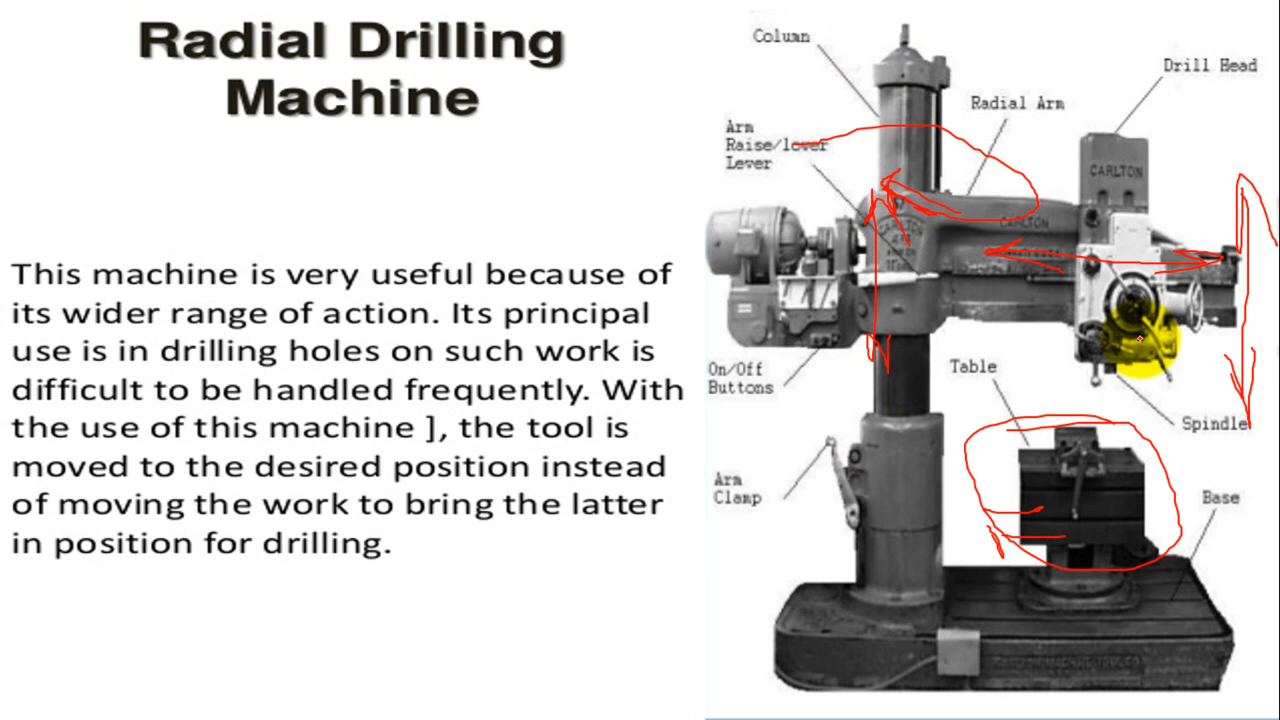 Radial Drilling
Machine
This machine is very useful because of
its wider range of action. Its principal
use is in drilling holes on such work is
difficult to be handled frequently. With
the use of this machine ], the tool is
moved to the desired position instead
of moving the work to bring the latter
in position for drilling.
Column
Drill Head
Radial Arm
Arm
Raise/lover
Lever
CARLTON
CARLTON
CARLTON
On/Off
Buttons
Table
Spindle
Arm
Clamp
Base